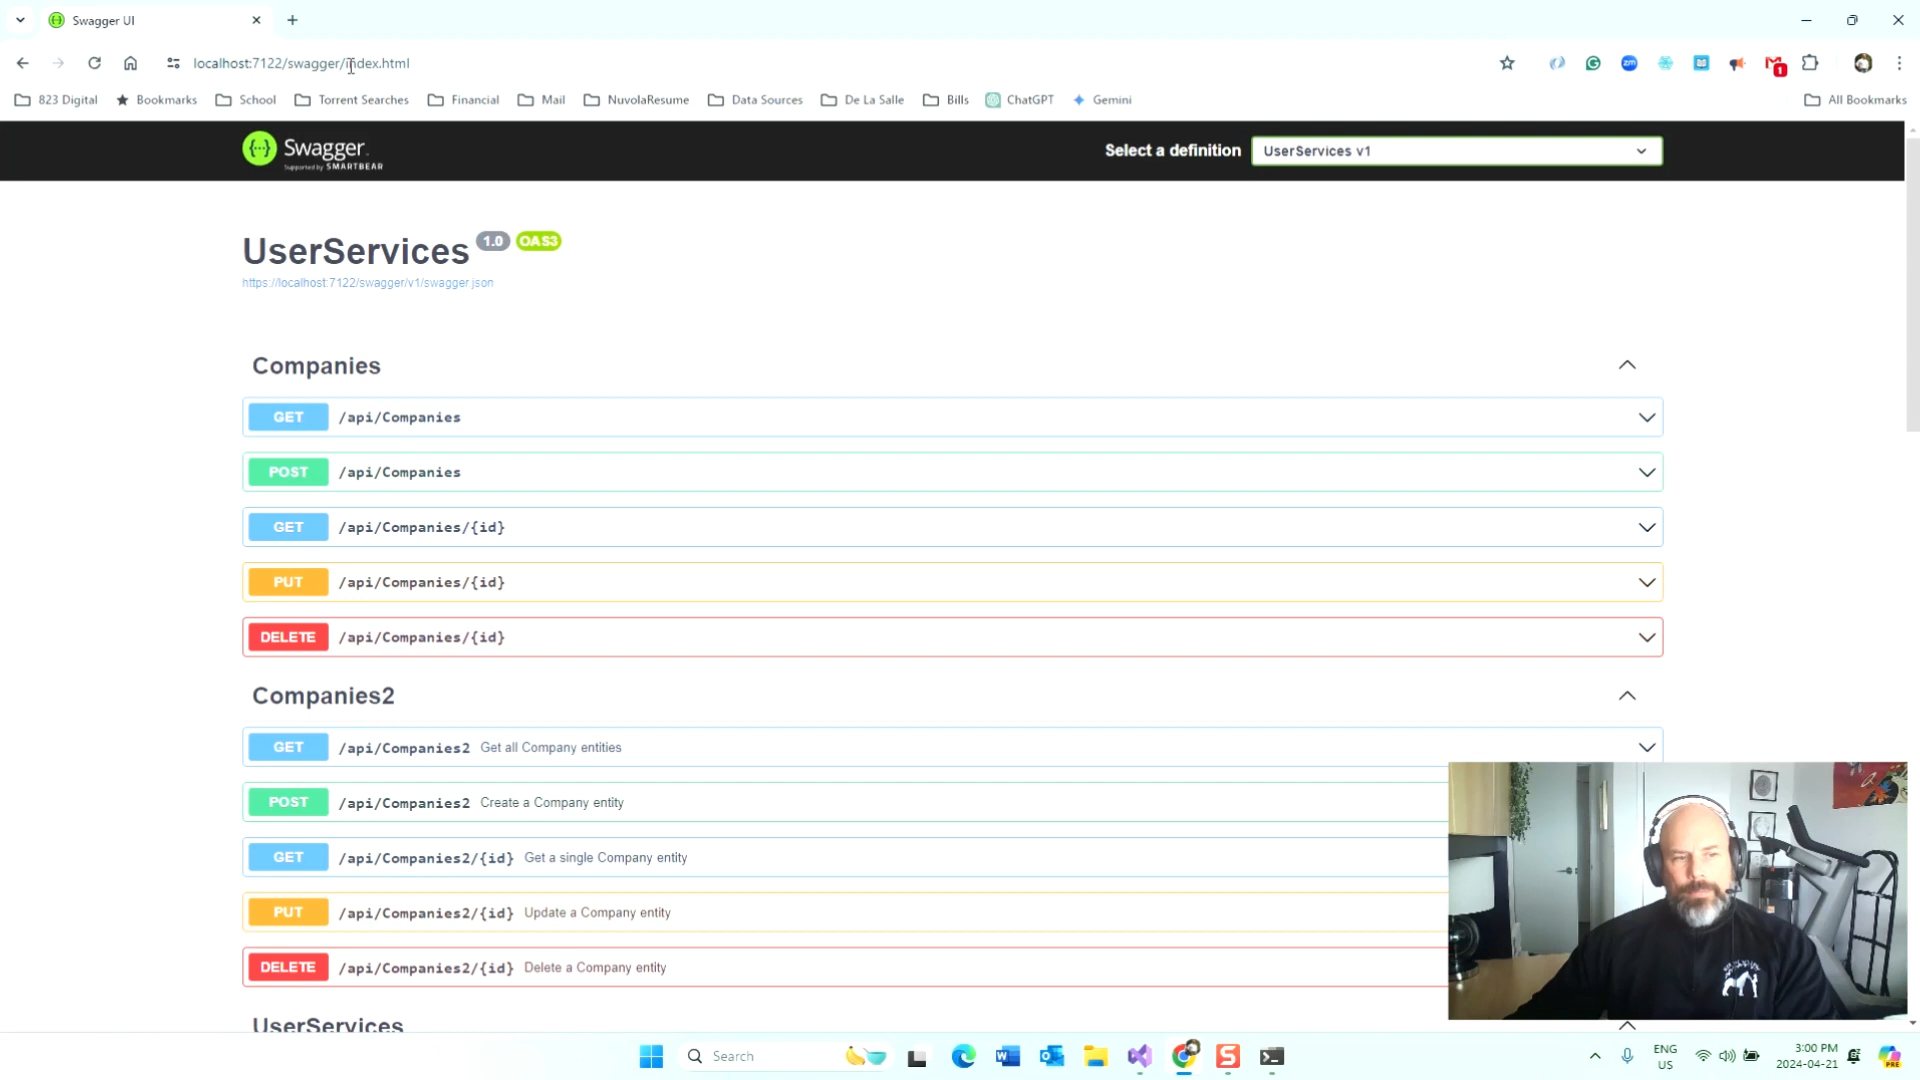 Swagger UI
localhost:7122/swagger/index.html
823 Digital
Bookmarks
School
Torrent Searches
Financial
Mail
NuvolaResume
Data Sources
De La Salle
Bills
ChatGPT
Gemini
All Bookmarks
Swagger
Supported by SMARTBEAR
Select a definition
UserServices v1
UserServices 1.0 OAS3
https://localhost:7122/swagger/v1/swagger.json
Companies
GET /api/Companies
POST /api/Companies
GET /api/Companies/{id}
PUT /api/Companies/{id}
DELETE /api/Companies/{id}
Companies2
GET /api/Companies2 Get all Company entities
POST /api/Companies2 Create a Company entity
GET /api/Companies2/{id} Get a single Company entity
PUT /api/Companies2/{id} Update a Company entity
DELETE /api/Companies2/{id} Delete a Company entity
UserServices
Search
ENG
US
3:00 PM
2024-04-21